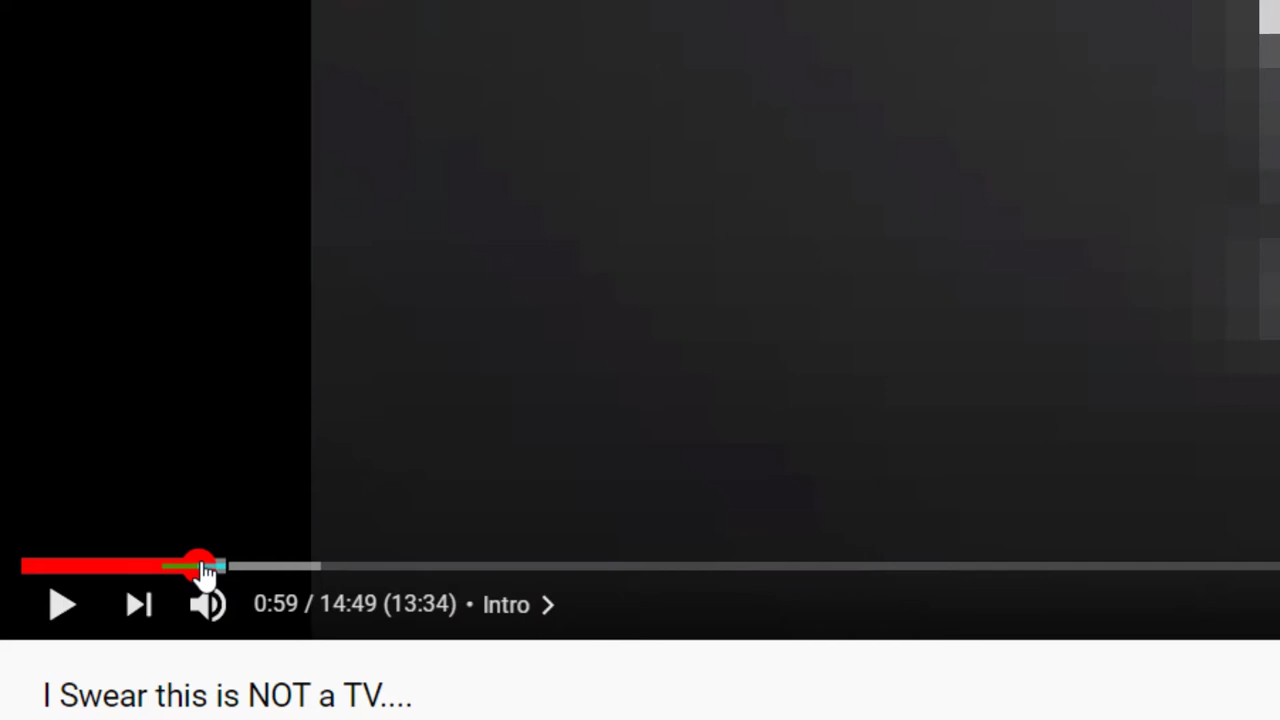 0:59 / 14:49 (13:34) • Intro
I Swear this is NOT a TV....